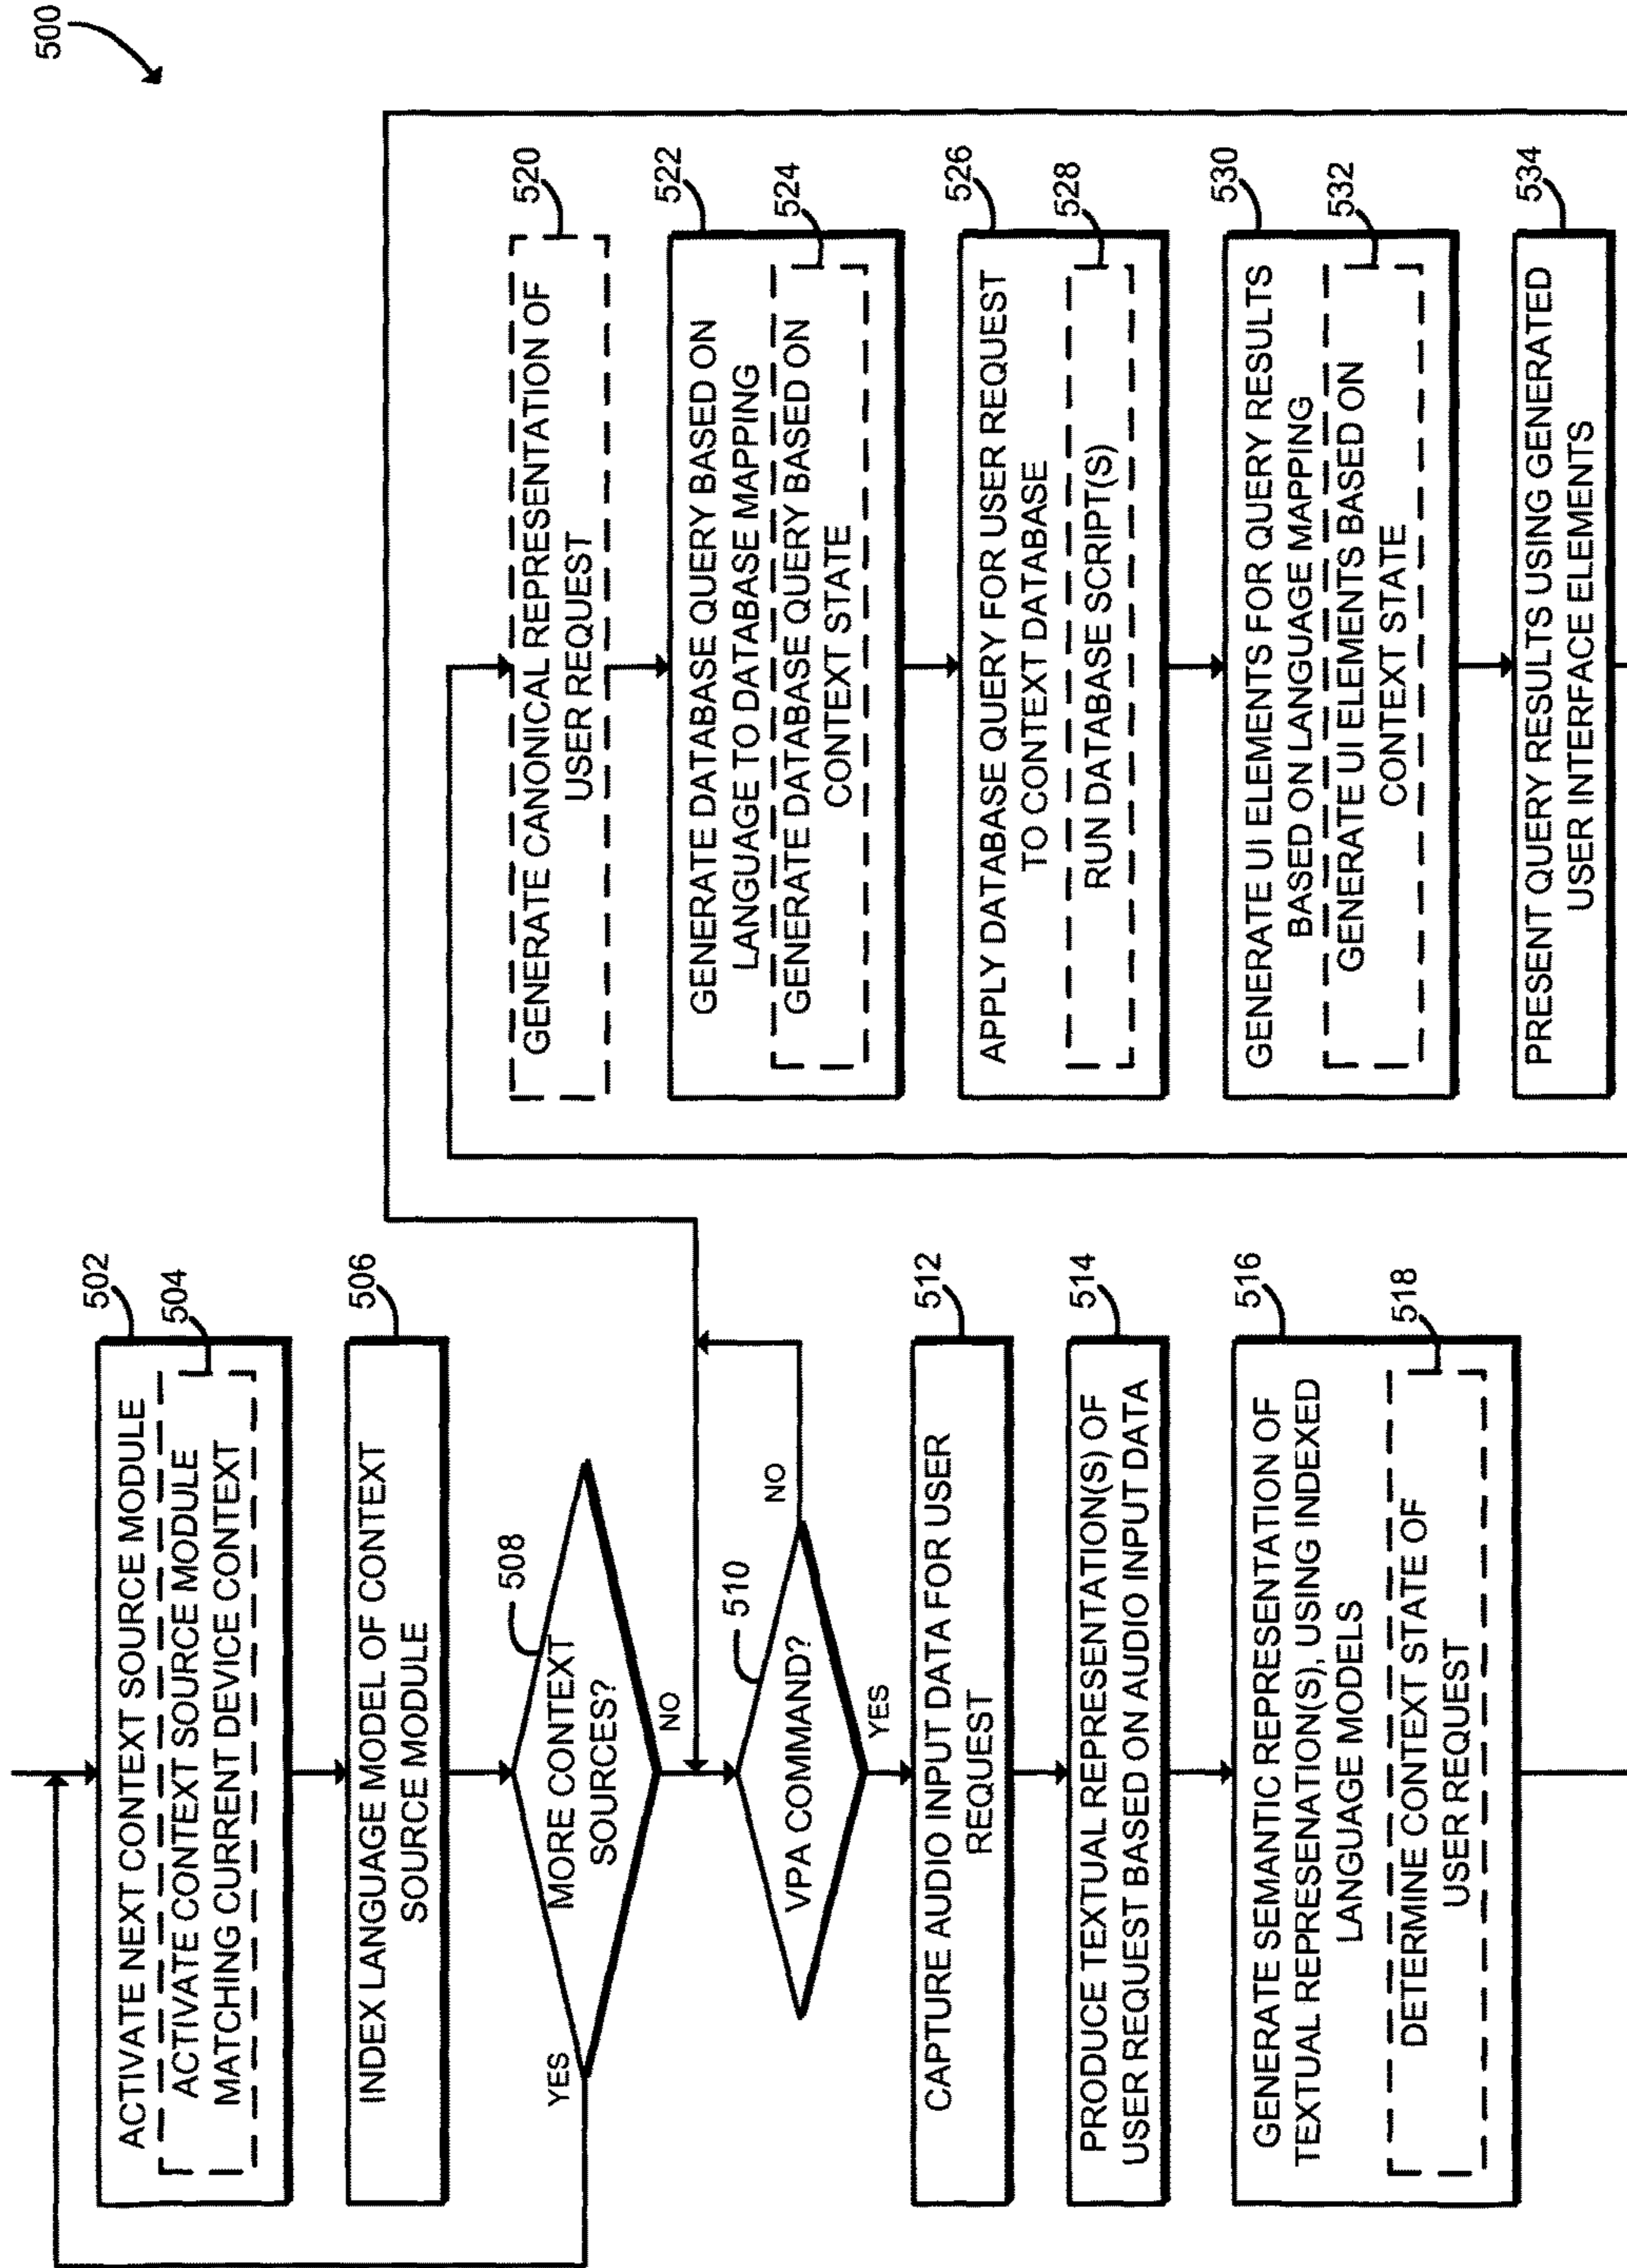 500
502
ACTIVATE NEXT CONTEXT SOURCE MODULE
504
ACTIVATE CONTEXT SOURCE MODULE
MATCHING CURRENT DEVICE CONTEXT
506
INDEX LANGUAGE MODEL OF CONTEXT
SOURCE MODULE
508
MORE CONTEXT
SOURCES?
YES
NO
510
VPA COMMAND?
NO
YES
512
CAPTURE AUDIO INPUT DATA FOR USER
REQUEST
514
PRODUCE TEXTUAL REPRESENTATION(S) OF
USER REQUEST BASED ON AUDIO INPUT DATA
516
GENERATE SEMANTIC REPRESENTATION OF
TEXTUAL REPRESENATION(S), USING INDEXED
LANGUAGE MODELS
518
DETERMINE CONTEXT STATE OF
USER REQUEST
520
GENERATE CANONICAL REPRESENTATION OF
USER REQUEST
522
GENERATE DATABASE QUERY BASED ON
LANGUAGE TO DATABASE MAPPING
524
GENERATE DATABASE QUERY BASED ON
CONTEXT STATE
526
APPLY DATABASE QUERY FOR USER REQUEST
TO CONTEXT DATABASE
528
RUN DATABASE SCRIPT(S)
530
GENERATE UI ELEMENTS FOR QUERY RESULTS
BASED ON LANGUAGE MAPPING
532
GENERATE UI ELEMENTS BASED ON
CONTEXT STATE
534
PRESENT QUERY RESULTS USING GENERATED
USER INTERFACE ELEMENTS